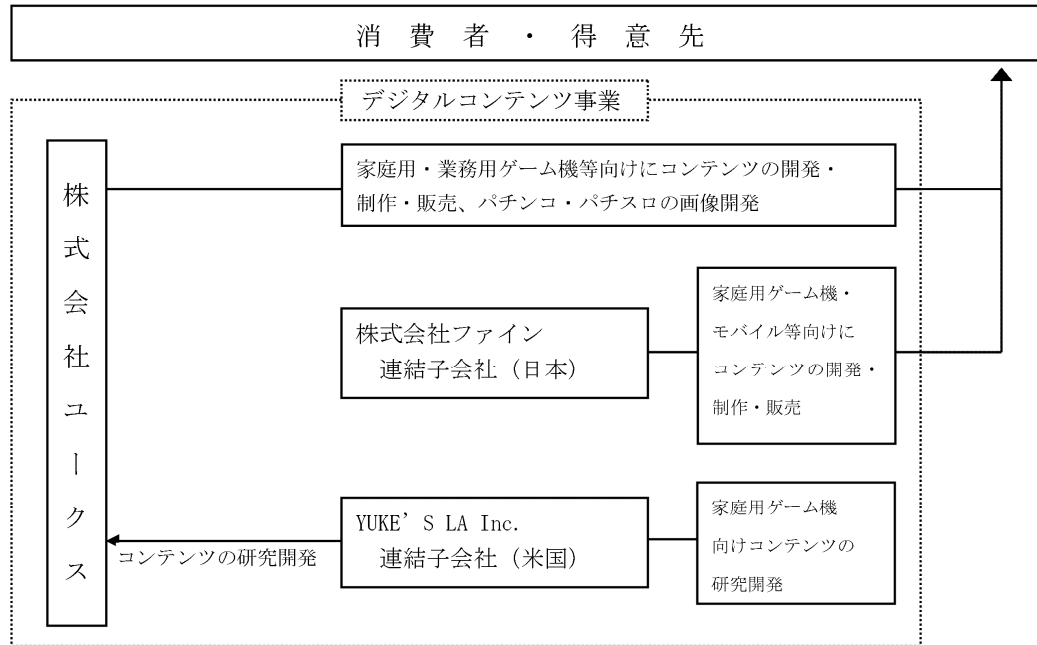 消費者・得意先
デジタルコンテンツ事業
株式会社ユークス
家庭用・業務用ゲーム機等向けにコンテンツの開発・
制作・販売、パチンコ・パチスロの画像開発
株式会社ファイン
連結子会社（日本）
家庭用ゲーム機・
モバイル等向けに
コンテンツの開発・
制作・販売
YUKE'S LA Inc.
連結子会社（米国）
コンテンツの研究開発
家庭用ゲーム機
向けコンテンツの
研究開発